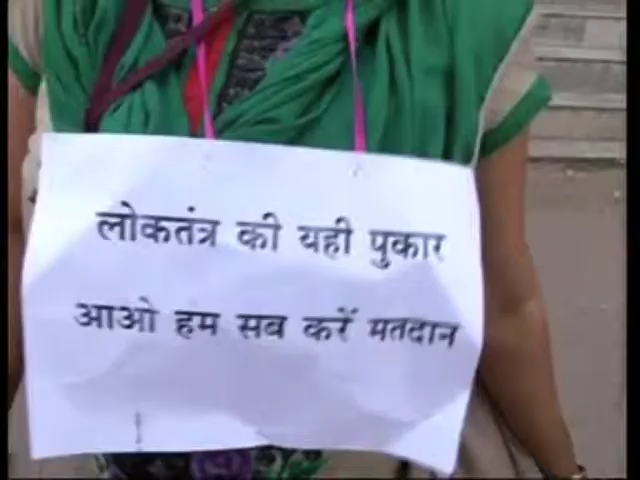 लोकतंत्र की यही पुकार
आओ हम सब करें मतदान